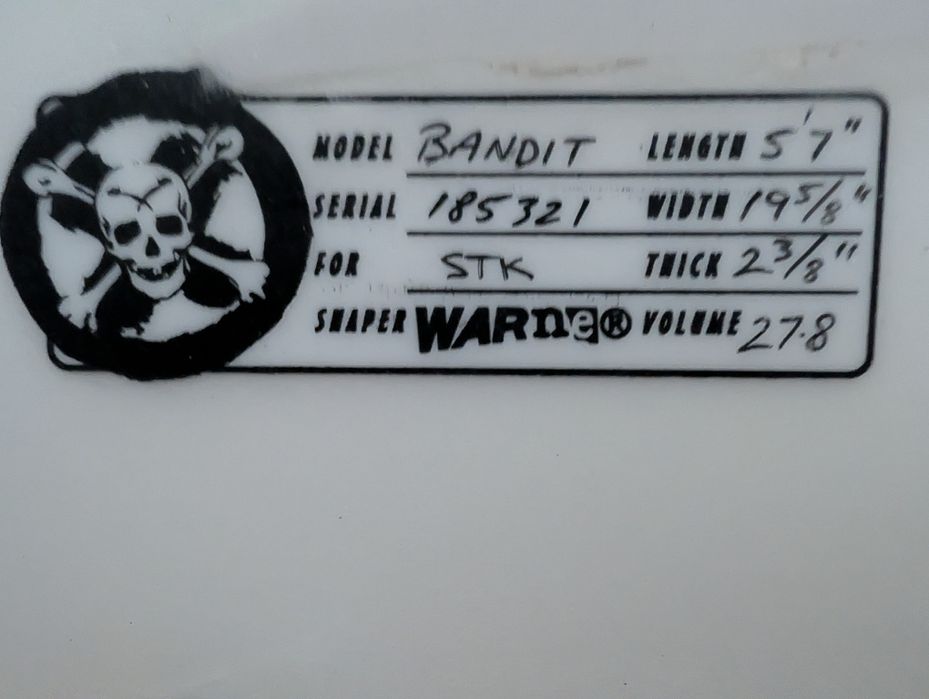 MODEL BANDIT LENGTH 5'7"
SERIAL 185321 WIDTH 19 5/8"
FOR STK THICK 2 3/8"
SHAPER WARNER® VOLUME 27.8